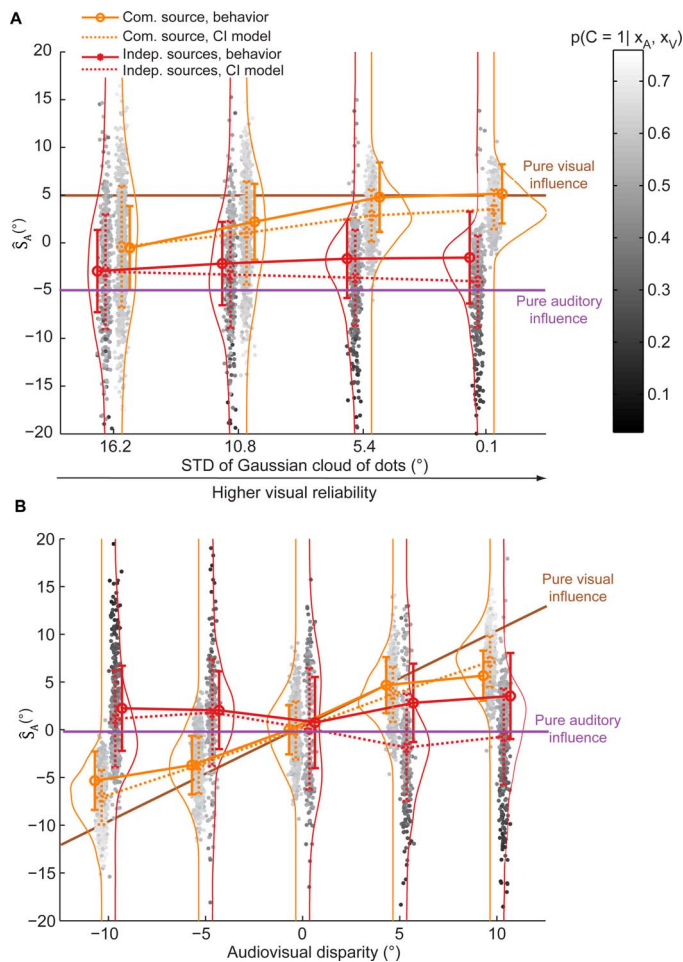 A
Com. source, behavior
Com. source, CI model
Indep. sources, behavior
Indep. sources, CI model
p(C = 1| x_A, x_V)
20
15
10
5
0
−5
−10
−15
−20
Ŝ_A(°)
Pure visual
influence
Pure auditory
influence
0.7
0.6
0.5
0.4
0.3
0.2
0.1
16.2
10.8
5.4
0.1
STD of Gaussian cloud of dots (°)
Higher visual reliability
B
20
15
10
5
0
−5
−10
−15
−20
Ŝ_A(°)
Pure visual
influence
Pure auditory
influence
−10
−5
0
5
10
Audiovisual disparity (°)